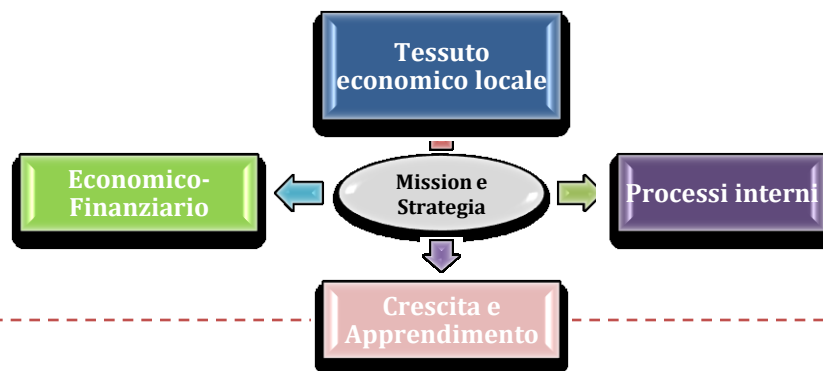 Tessuto
economico locale
Economico-
Finanziario
Mission e
Strategia
Processi interni
Crescita e
Apprendimento